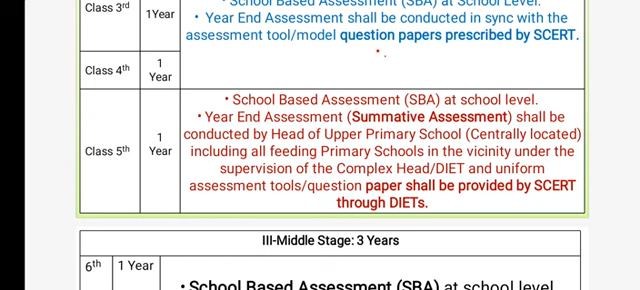 • School Based Assessment (SBA) at School Level.
Class 3rd
1Year
• Year End Assessment shall be conducted in sync with the
assessment tool/model question papers prescribed by SCERT.
• .
Class 4th
1
Year
• School Based Assessment (SBA) at school level.
• Year End Assessment (Summative Assessment) shall be
conducted by Head of Upper Primary School (Centrally located)
Class 5th
1
Year
including all feeding Primary Schools in the vicinity under the
supervision of the Complex Head/DIET and uniform
assessment tools/question paper shall be provided by SCERT
through DIETs.
III-Middle Stage: 3 Years
6th
1 Year
• School Based Assessment (SBA) at school level